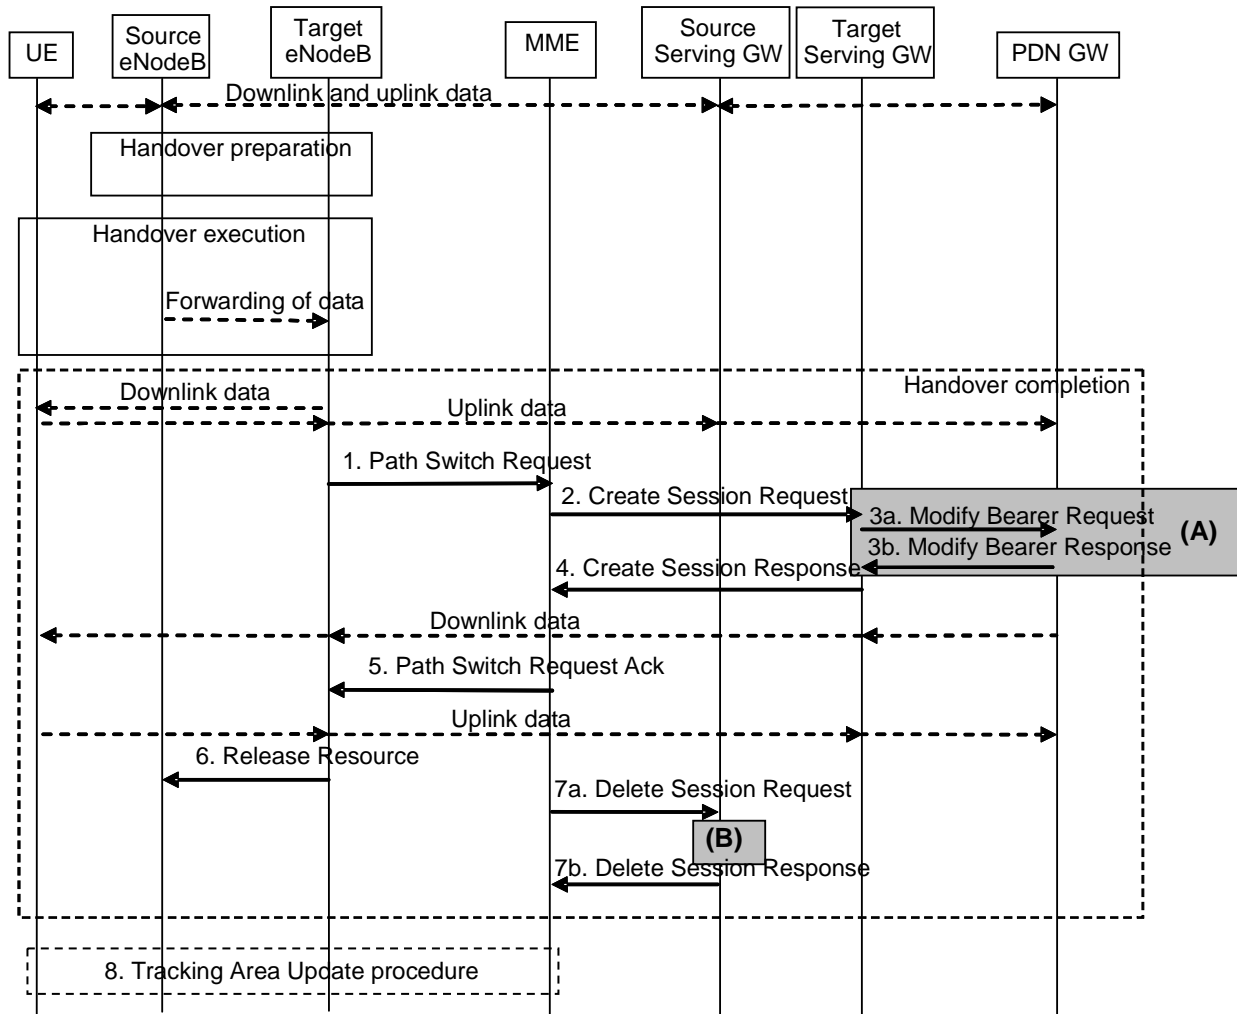 UE
Source
eNodeB
Target
eNodeB
MME
Source
Serving GW
Target
Serving GW
PDN GW
Downlink and uplink data
Handover preparation
Handover execution
Forwarding of data
Handover completion
Downlink data
Uplink data
1. Path Switch Request
2. Create Session Request
3a. Modify Bearer Request
(A)
3b. Modify Bearer Response
4. Create Session Response
Downlink data
5. Path Switch Request Ack
Uplink data
6. Release Resource
7a. Delete Session Request
(B)
7b. Delete Session Response
8. Tracking Area Update procedure